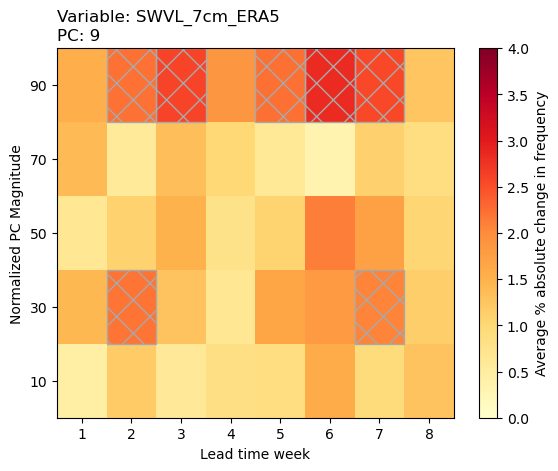 Variable: SWVL_7cm_ERA5
PC: 9
90
70
50
30
10
Normalized PC Magnitude
1 2 3 4 5 6 7 8
Lead time week
4.0
3.5
3.0
2.5
2.0
1.5
1.0
0.5
0.0
Average % absolute change in frequency